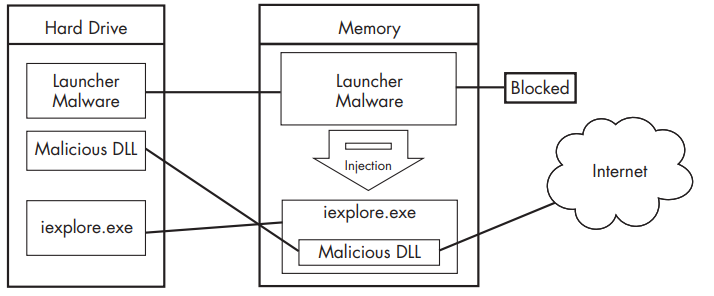 Hard Drive
Memory
Launcher
Malware
Launcher
Malware
Blocked
Malicious DLL
Injection
Internet
iexplore.exe
iexplore.exe
Malicious DLL